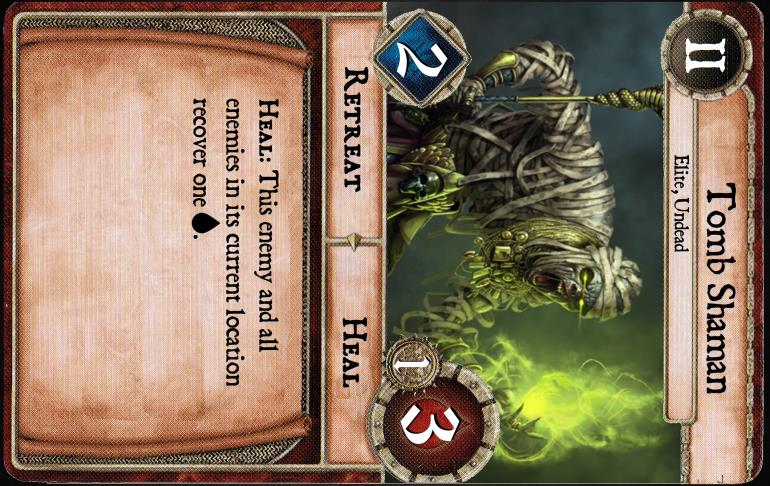 II
Tomb Shaman
Elite, Undead
2
1
3
RETREAT
HEAL
HEAL: This enemy and all
enemies in its current location
recover one .